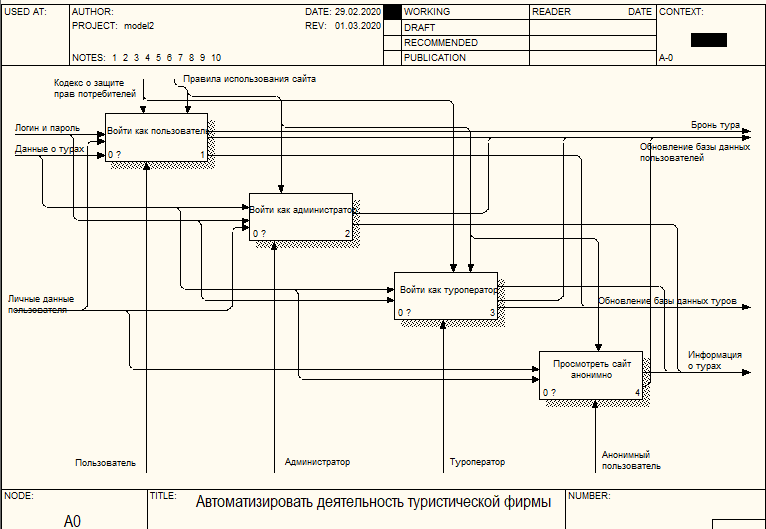 USED AT:
AUTHOR:
DATE: 29.02.2020
WORKING
READER
DATE
CONTEXT:
PROJECT: model2
REV: 01.03.2020
DRAFT
RECOMMENDED
NOTES: 1 2 3 4 5 6 7 8 9 10
PUBLICATION
A-0
Кодекс о защите
прав потребителей
Правила использования сайта
Логин и пароль
Данные о турах
Войти как пользователь
0 ?
1
Бронь тура
Обновление базы данных
пользователей
Войти как администратор
0 ?
2
Личные данные
пользователя
Войти как туроператор
0 ?
3
Обновление базы данных туров
Просмотреть сайт
анонимно
0 ?
4
Информация
о турах
Пользователь
Администратор
Туроператор
Анонимный
пользователь
NODE:
A0
TITLE:
Автоматизировать деятельность туристической фирмы
NUMBER: